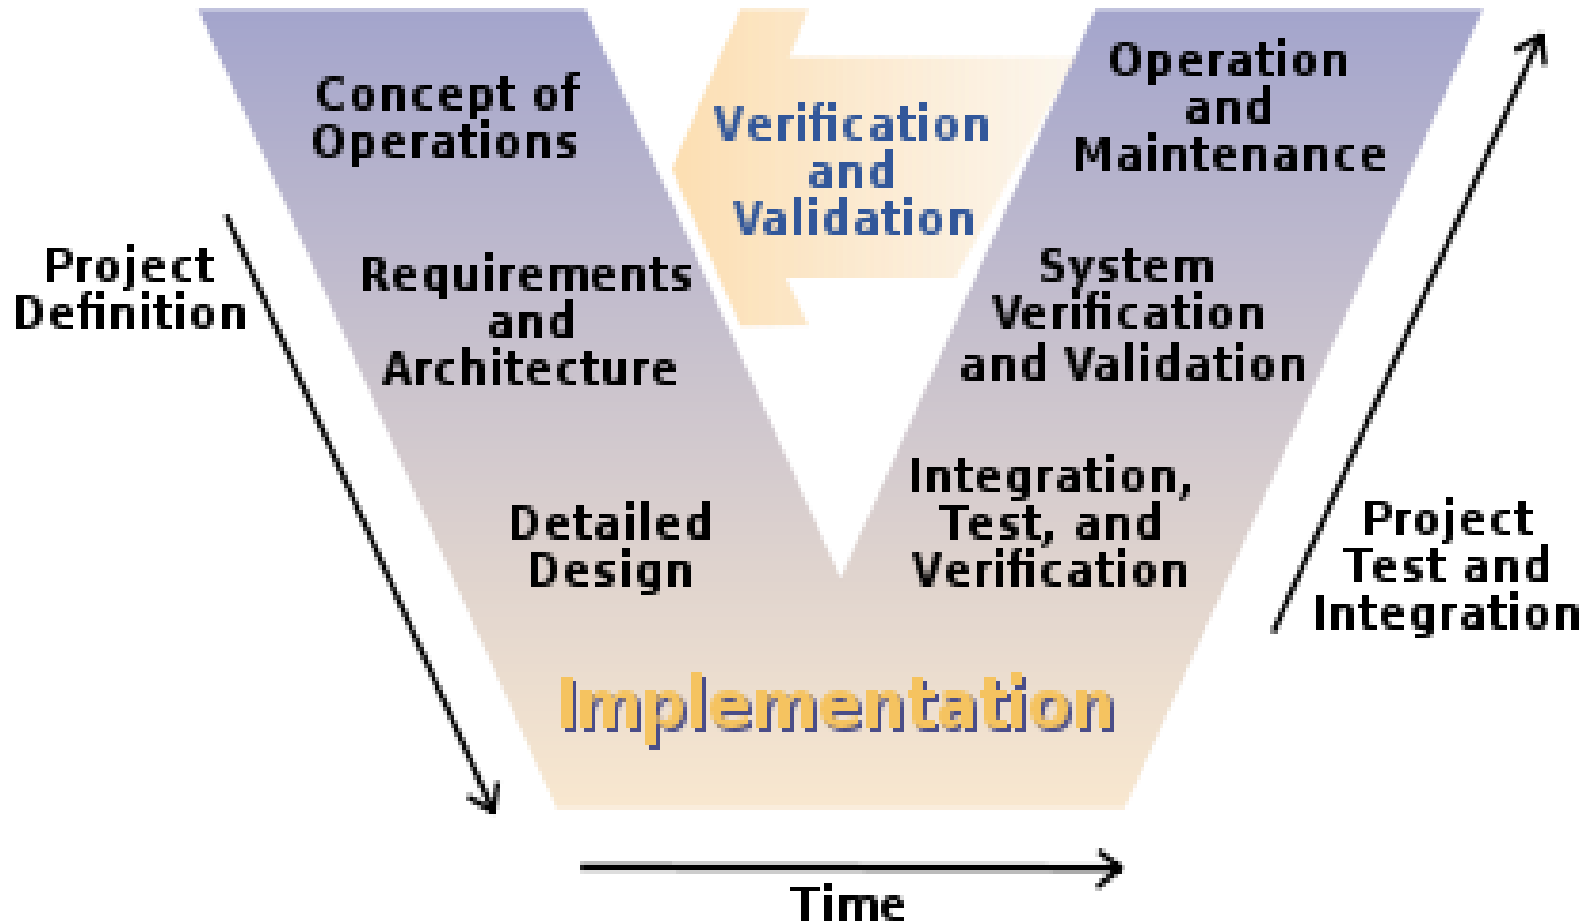 Concept of
Operations
Verification
and
Validation
Operation
and
Maintenance
Project
Definition
Requirements
and
Architecture
System
Verification
and Validation
Detailed
Design
Integration,
Test, and
Verification
Project
Test and
Integration
Implementation
Time